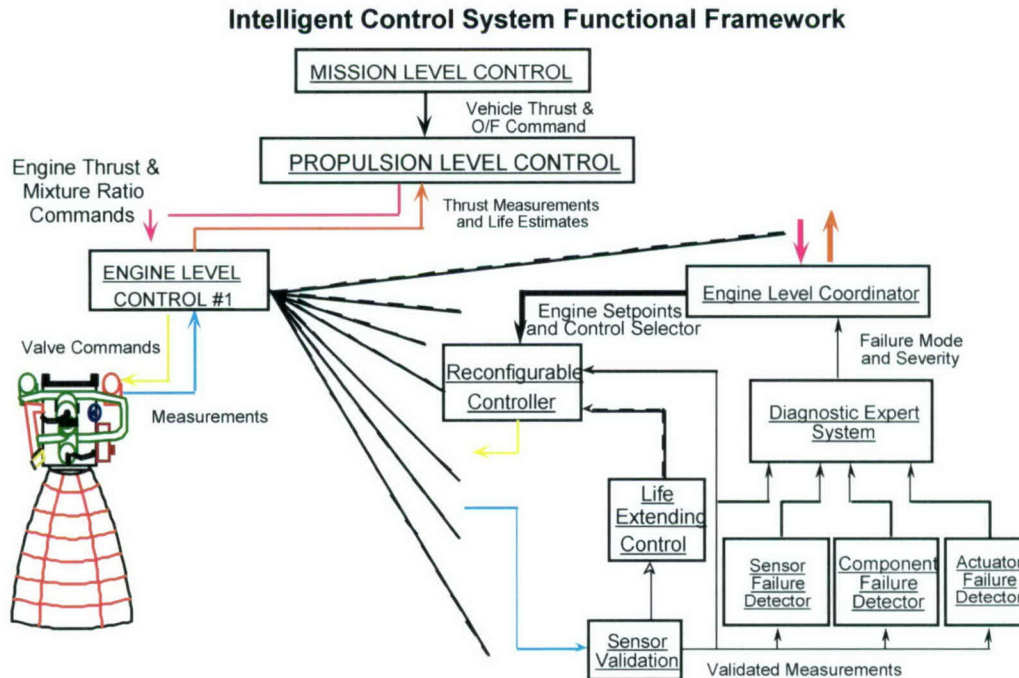 Intelligent Control System Functional Framework
MISSION LEVEL CONTROL
Vehicle Thrust &
O/F Command
PROPULSION LEVEL CONTROL
Engine Thrust &
Mixture Ratio
Commands
Thrust Measurements
and Life Estimates
ENGINE LEVEL
CONTROL #1
Valve Commands
Measurements
Engine Level Coordinator
Engine Setpoints
and Control Selector
Failure Mode
and Severity
Reconfigurable
Controller
Diagnostic Expert
System
Life
Extending
Control
Sensor
Failure
Detector
Component
Failure
Detector
Actuator
Failure
Detector
Sensor
Validation
Validated Measurements